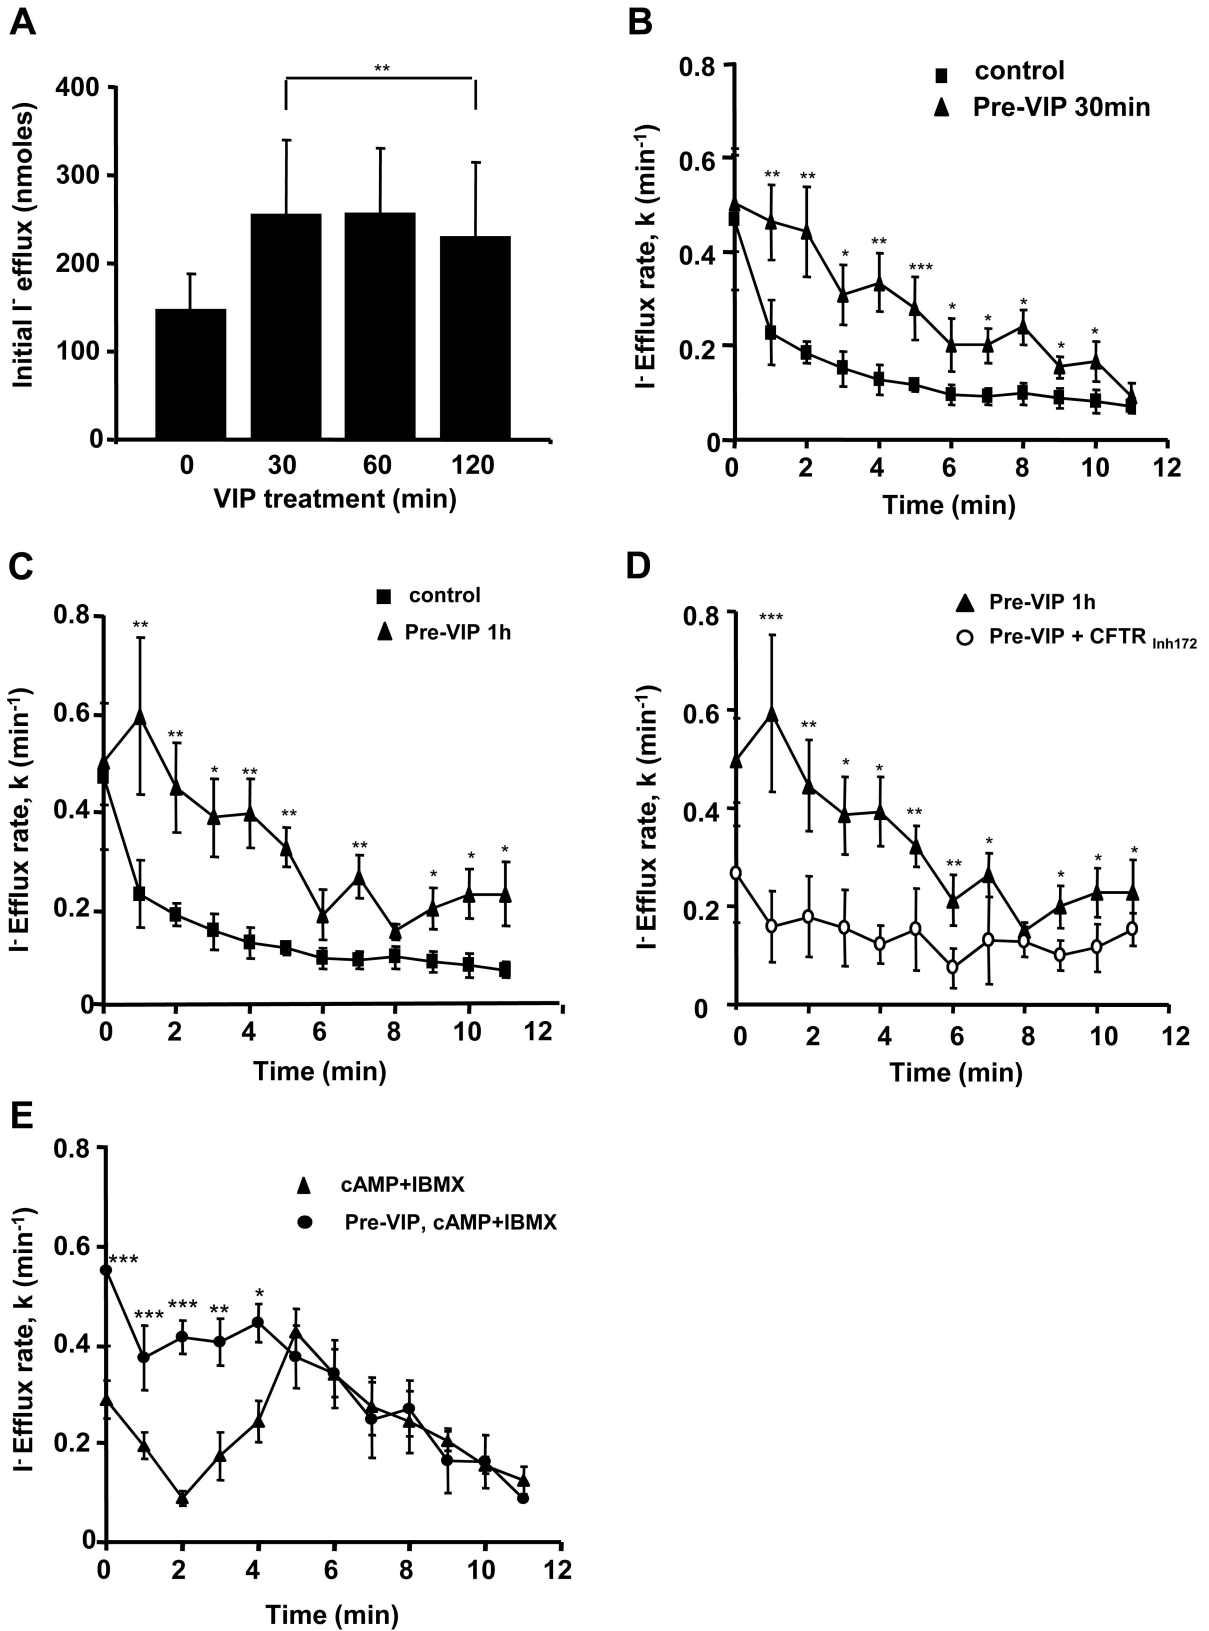 A
Initial I- efflux (nmoles)
400
300
200
100
0
**
0 30 60 120
VIP treatment (min)
B
I- Efflux rate, k (min-1)
0.8
0.6
0.4
0.2
0
control
Pre-VIP 30min
** ** * ** *** * * * * *
0 2 4 6 8 10 12
Time (min)
C
I- Efflux rate, k (min-1)
0.8
0.6
0.4
0.2
0
control
Pre-VIP 1h
** ** * ** ** ** * * *
0 2 4 6 8 10 12
Time (min)
D
I- Efflux rate, k (min-1)
0.8
0.6
0.4
0.2
0
Pre-VIP 1h
Pre-VIP + CFTR Inh172
*** ** * * ** ** * * * *
0 2 4 6 8 10 12
Time (min)
E
I- Efflux rate, k (min-1)
0.8
0.6
0.4
0.2
0
cAMP+IBMX
Pre-VIP, cAMP+IBMX
*** *** *** ** *
0 2 4 6 8 10 12
Time (min)